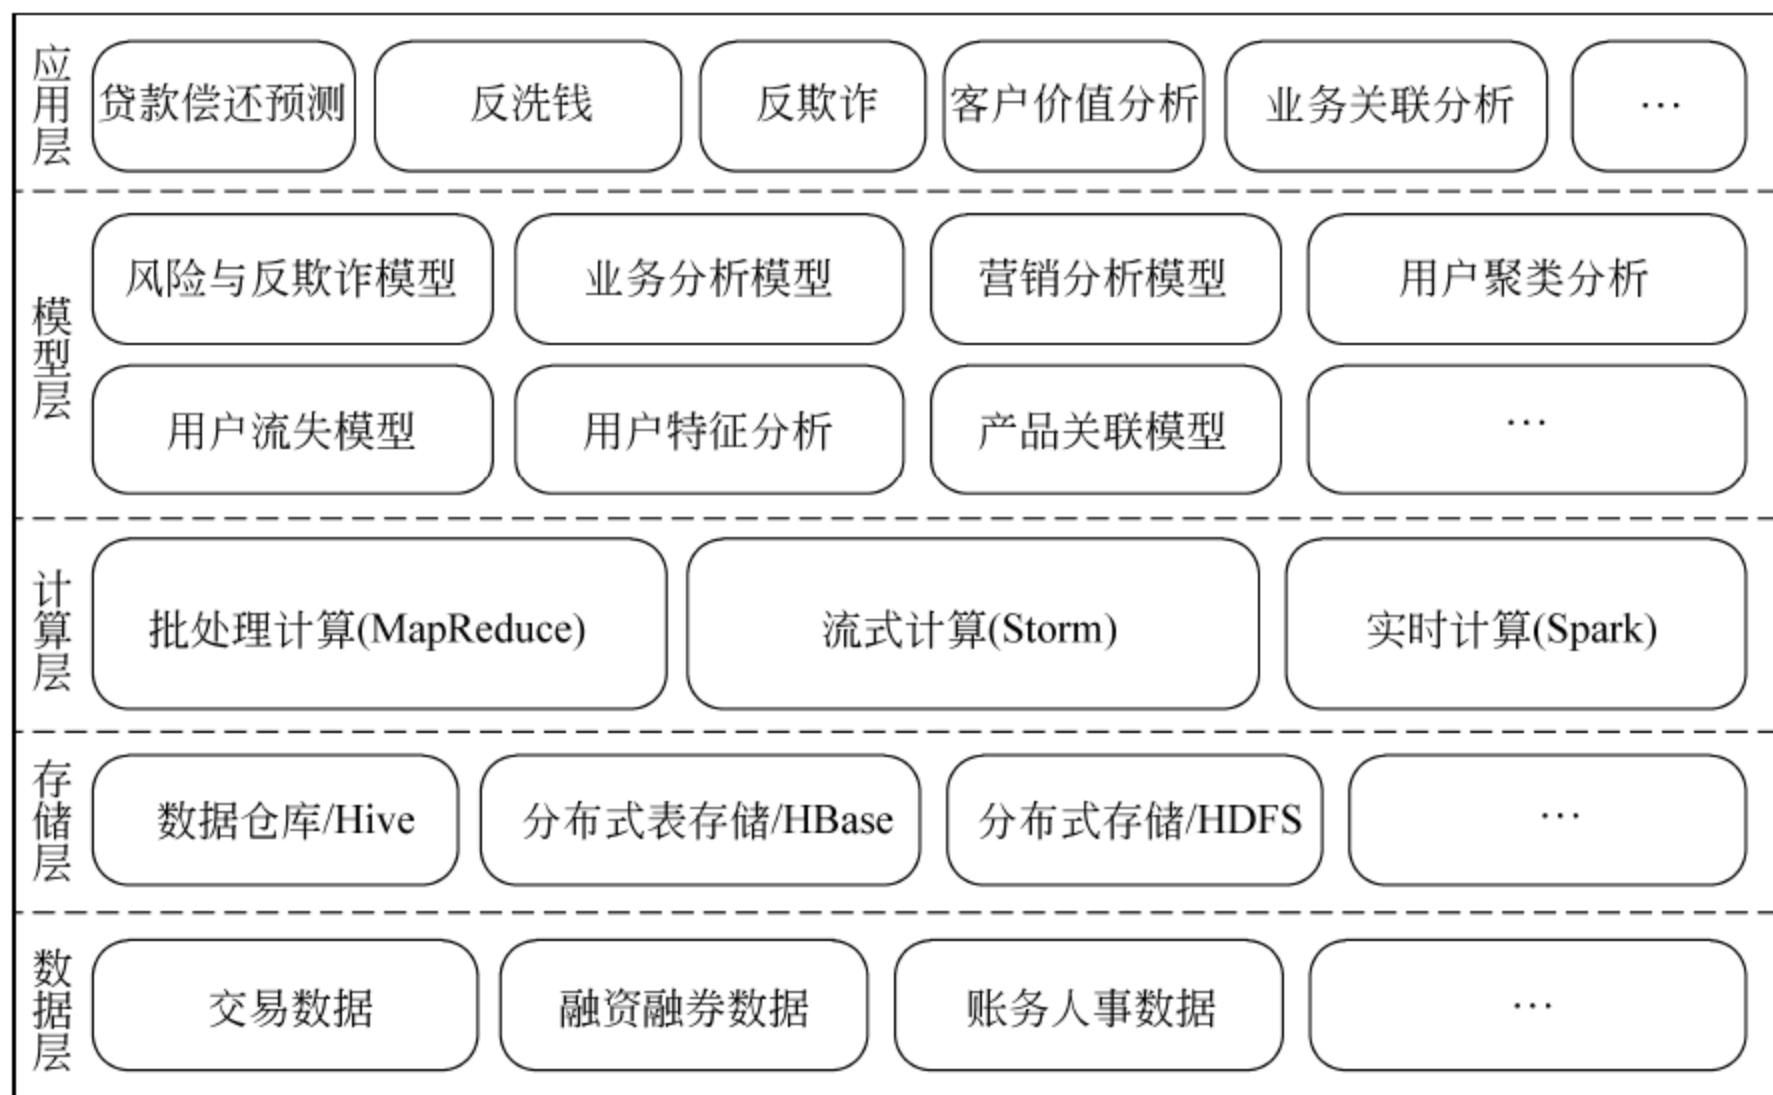 应用层
贷款偿还预测
反洗钱
反欺诈
客户价值分析
业务关联分析
…
模型层
风险与反欺诈模型
业务分析模型
营销分析模型
用户聚类分析
用户流失模型
用户特征分析
产品关联模型
…
计算层
批处理计算(MapReduce)
流式计算(Storm)
实时计算(Spark)
存储层
数据仓库/Hive
分布式表存储/HBase
分布式存储/HDFS
…
数据层
交易数据
融资融券数据
账务人事数据
…